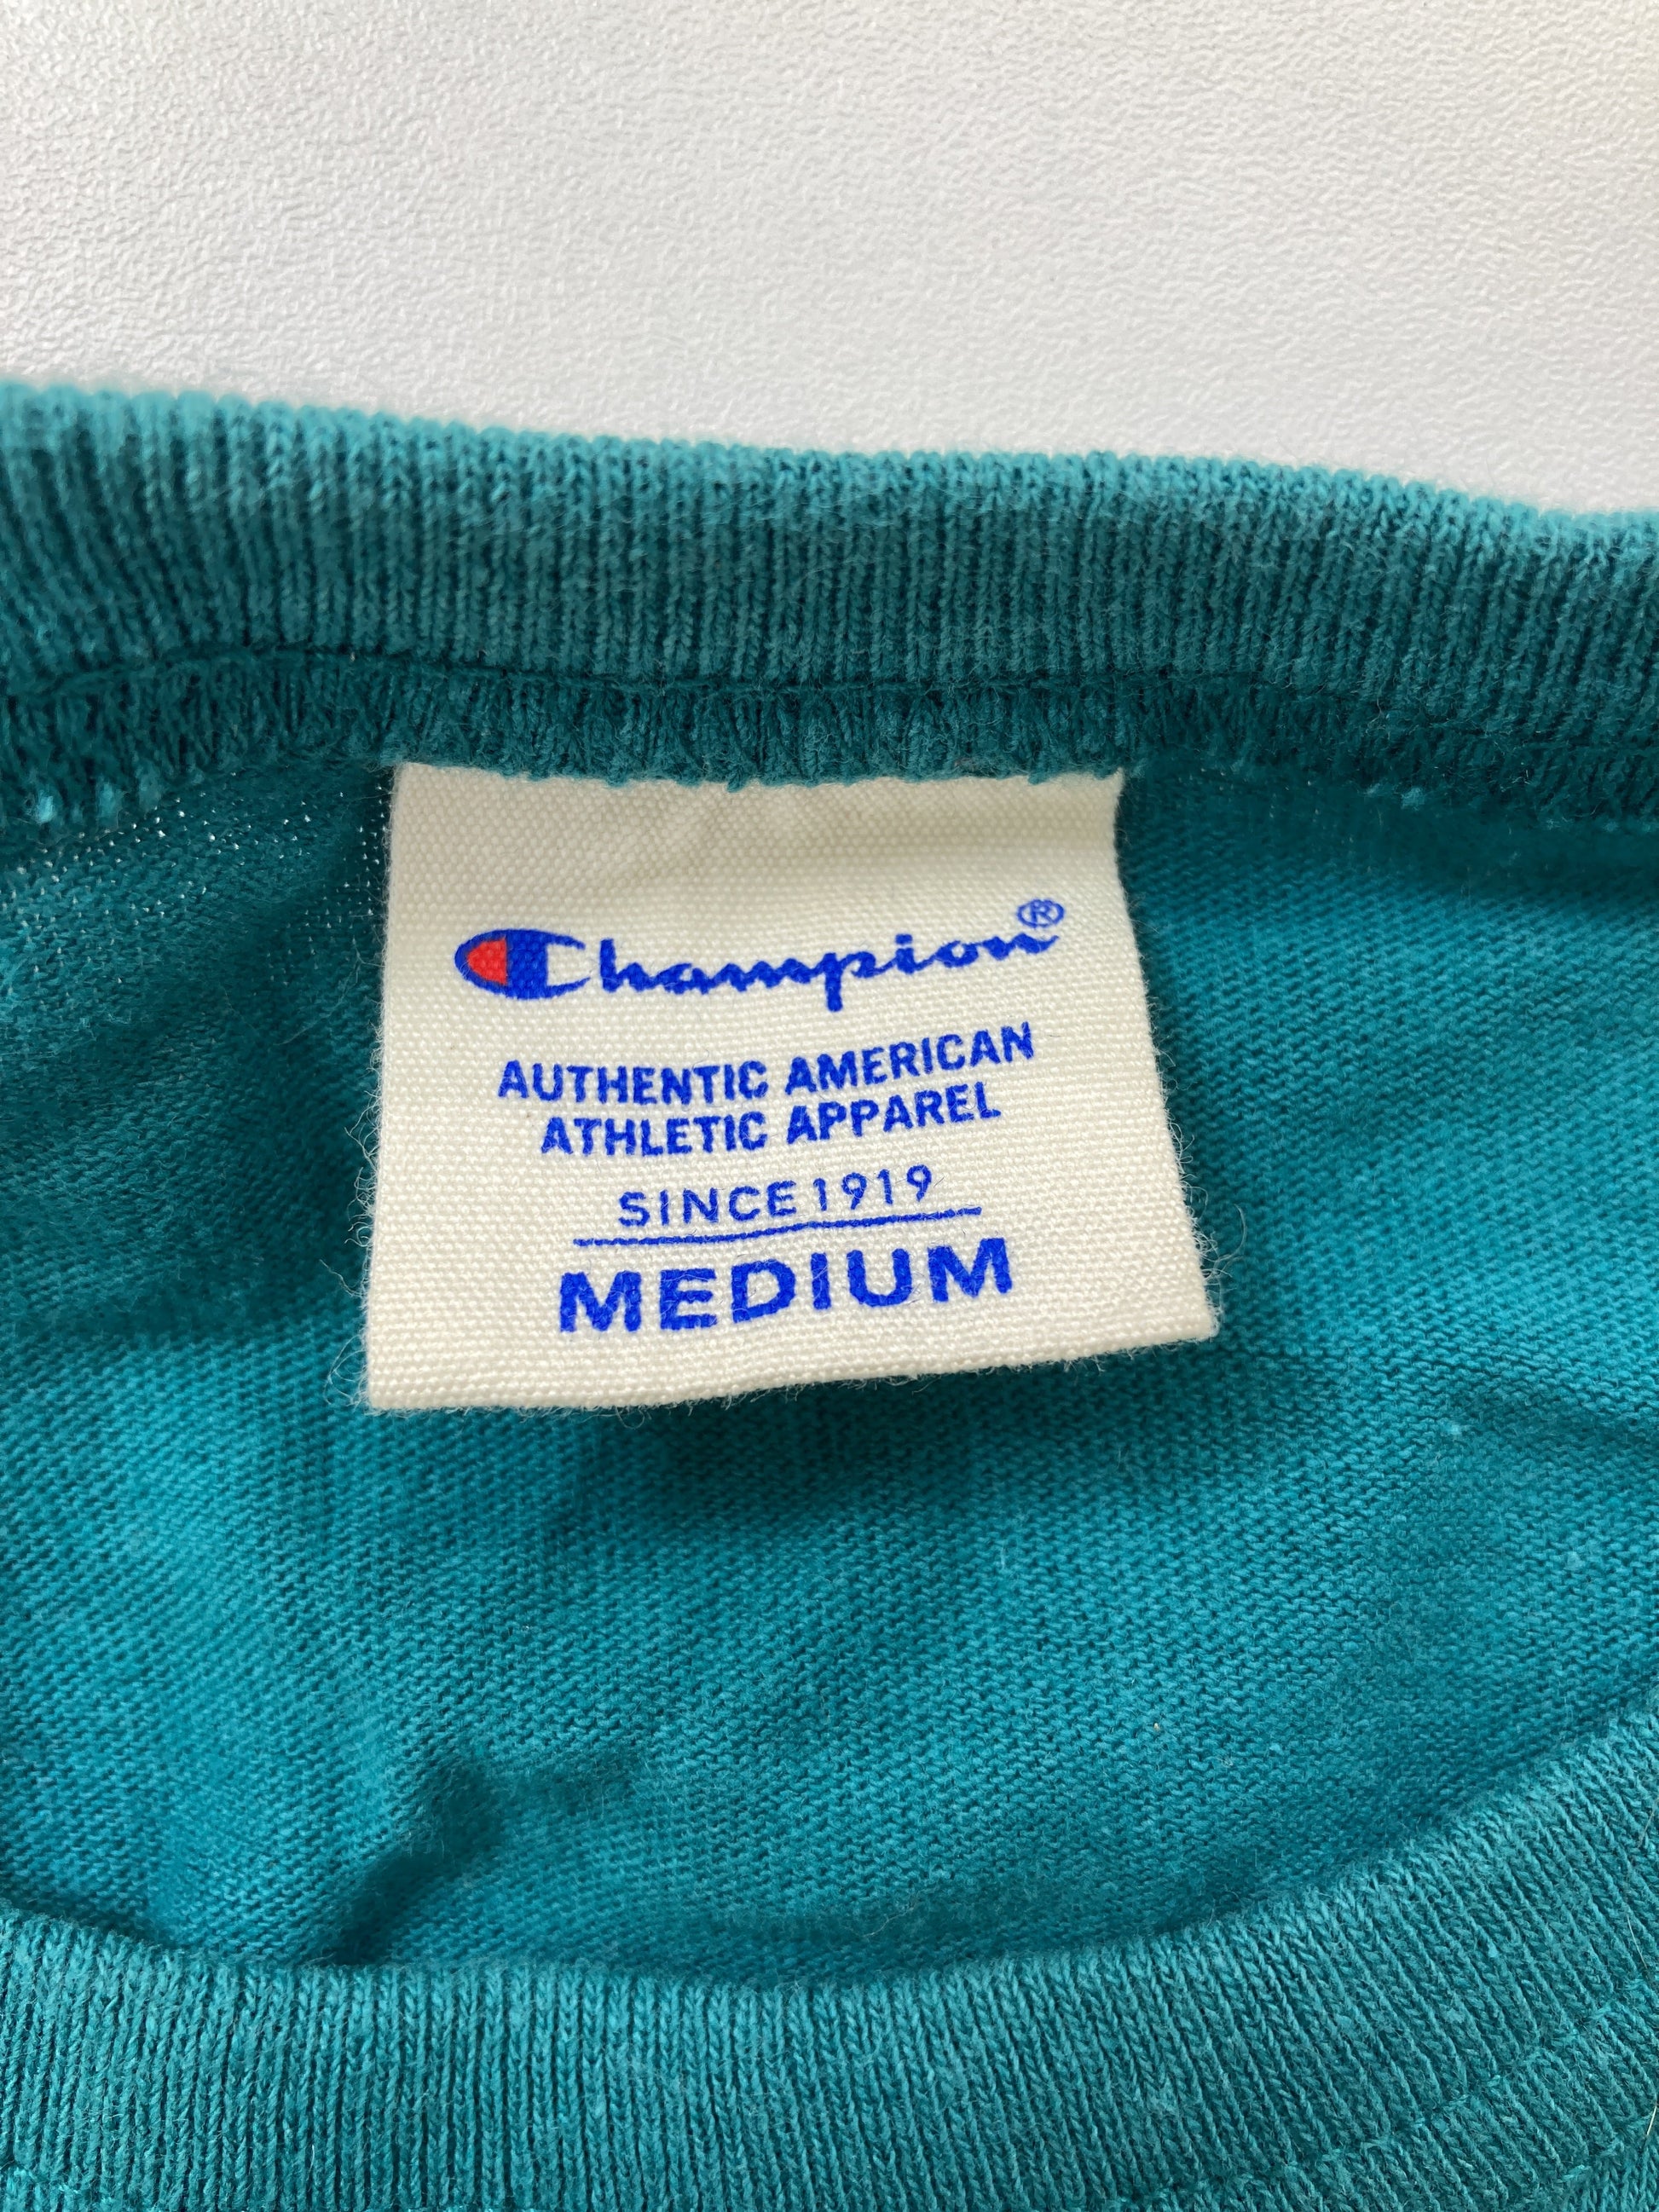 Champion®
AUTHENTIC AMERICAN
ATHLETIC APPAREL
SINCE 1919
MEDIUM